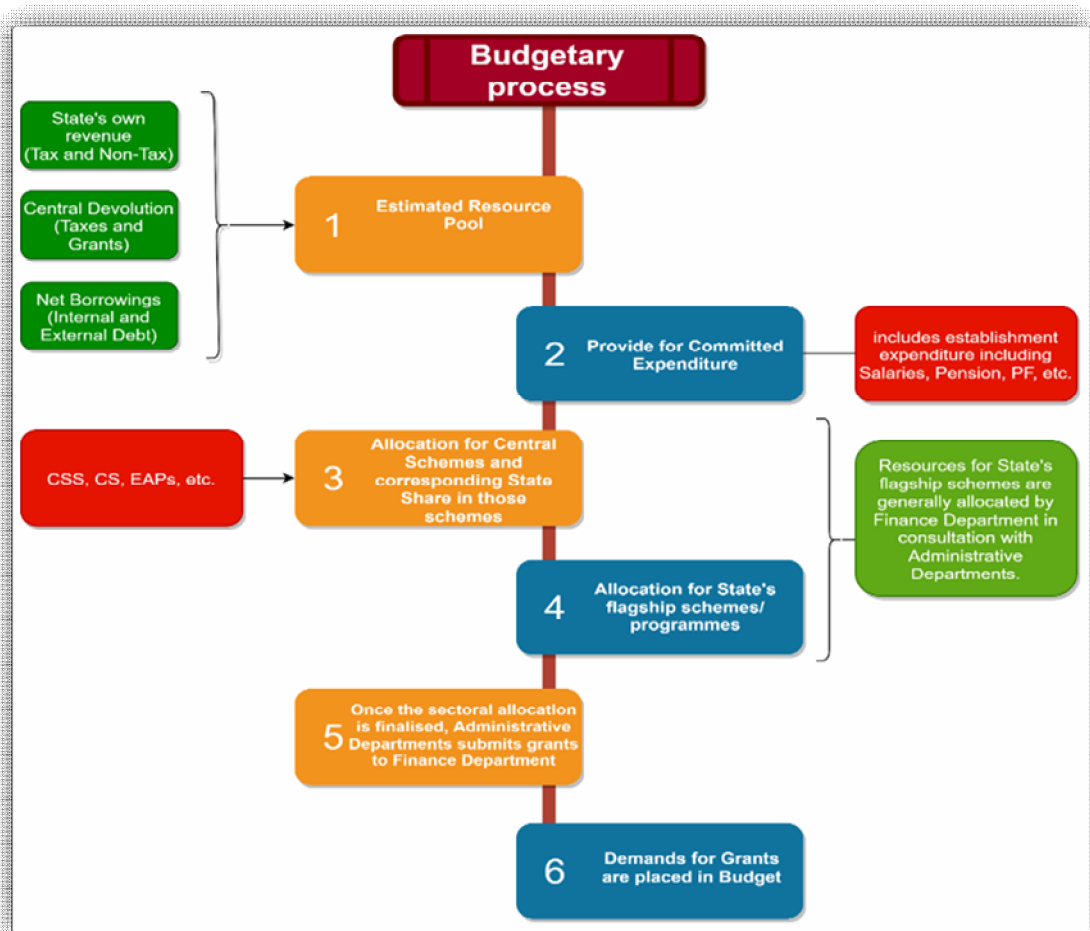 Budgetary
process
State's own
revenue
(Tax and Non-Tax)
Central Devolution
(Taxes and
Grants)
Net Borrowings
(Internal and
External Debt)
1
Estimated Resource
Pool
2
Provide for Committed
Expenditure
includes establishment
expenditure including
Salaries, Pension, PF, etc.
CSS, CS, EAPs, etc.
3
Allocation for Central
Schemes and
corresponding State
Share in those
schemes
Resources for State's
flagship schemes are
generally allocated by
Finance Department in
consultation with
Administrative
Departments.
4
Allocation for State's
flagship schemes/
programmes
5
Once the sectoral allocation
is finalised, Administrative
Departments submits grants
to Finance Department
6
Demands for Grants
are placed in Budget